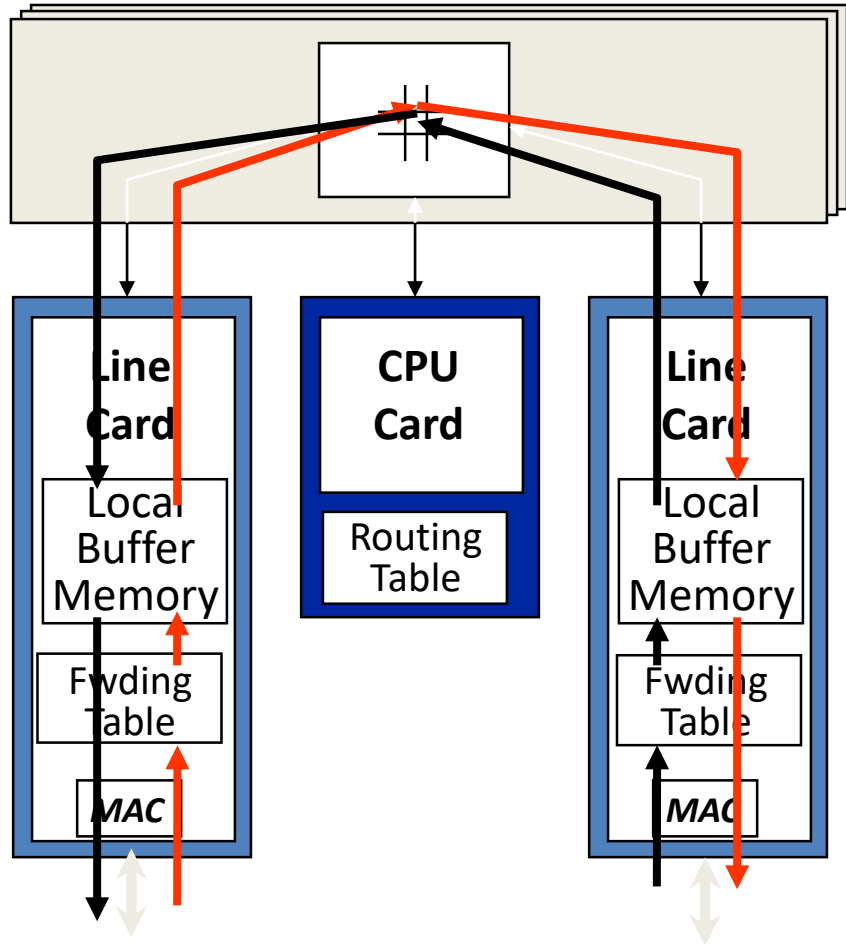 Line
Card
Local
Buffer
Memory
Fwding
Table
MAC
CPU
Card
Routing
Table
Line
Card
Local
Buffer
Memory
Fwding
Table
MAC